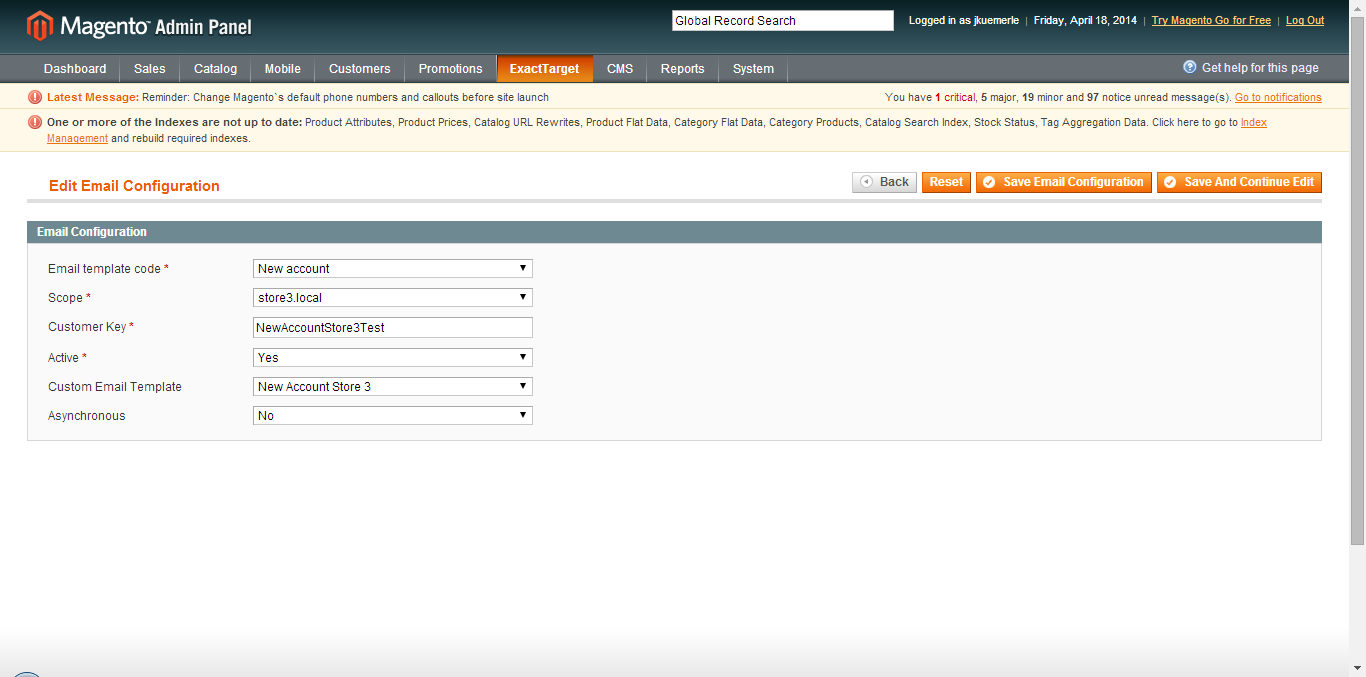 Magento™ Admin Panel
Global Record Search
Logged in as jkuemerle | Friday, April 18, 2014 | Try Magento Go for Free | Log Out
Dashboard Sales Catalog Mobile Customers Promotions ExactTarget CMS Reports System
Get help for this page
Latest Message: Reminder: Change Magento`s default phone numbers and callouts before site launch
You have 1 critical, 5 major, 19 minor and 97 notice unread message(s). Go to notifications
One or more of the Indexes are not up to date: Product Attributes, Product Prices, Catalog URL Rewrites, Product Flat Data, Category Flat Data, Category Products, Catalog Search Index, Stock Status, Tag Aggregation Data. Click here to go to Index
Management and rebuild required indexes.
Edit Email Configuration
Back Reset Save Email Configuration Save And Continue Edit
Email Configuration
Email template code * New account
Scope * store3.local
Customer Key * NewAccountStore3Test
Active * Yes
Custom Email Template New Account Store 3
Asynchronous No